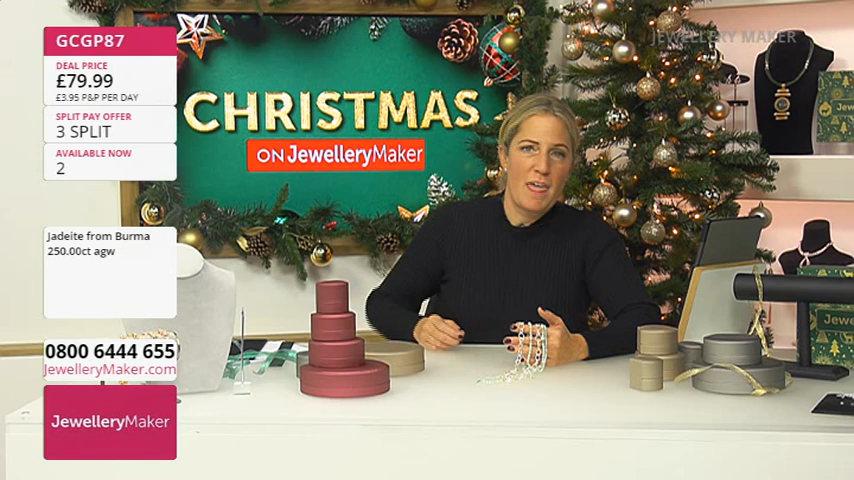 GCGP87
DEAL PRICE
£79.99
£3.95 P&P PER DAY
SPLIT PAY OFFER
3 SPLIT
AVAILABLE NOW
2
Jadeite from Burma
250.00ct agw
0800 6444 655
JewelleryMaker.com
JewelleryMaker
CHRISTMAS
ON JewelleryMaker
JEWELLERY MAKER
Jewe